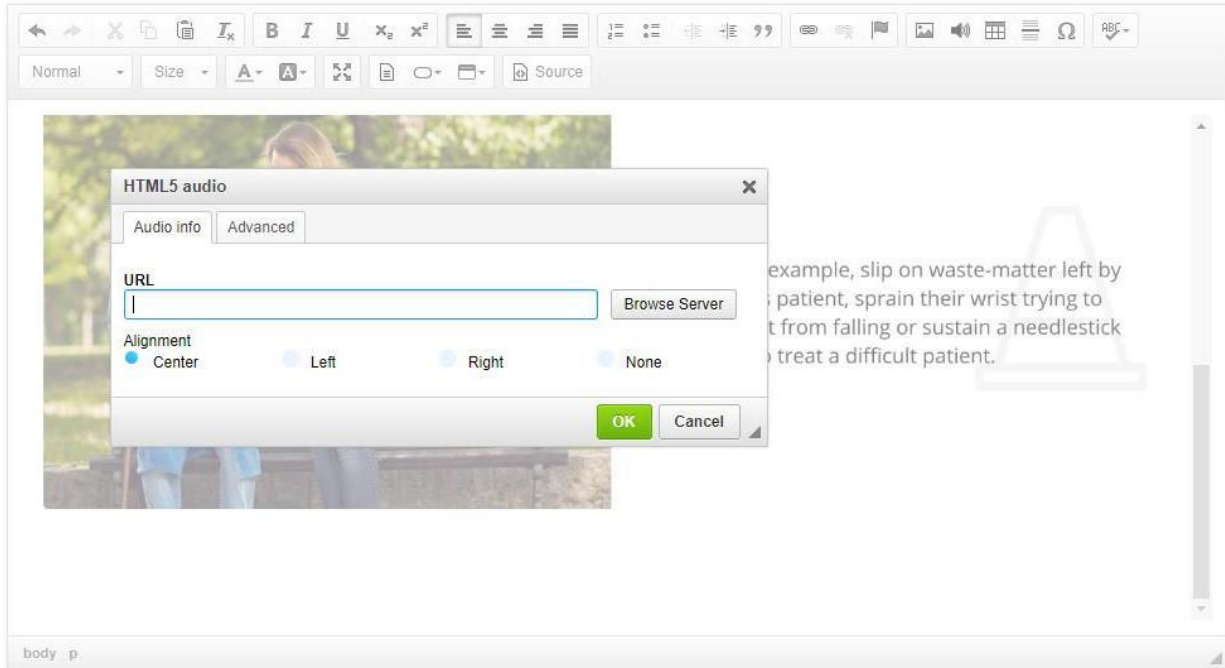 Normal
Size
Source
HTML5 audio
Audio info
Advanced
URL
Browse Server
Alignment
Center
Left
Right
None
OK
Cancel
example, slip on waste-matter left by
patient, sprain their wrist trying to
from falling or sustain a needlestick
treat a difficult patient.
body p